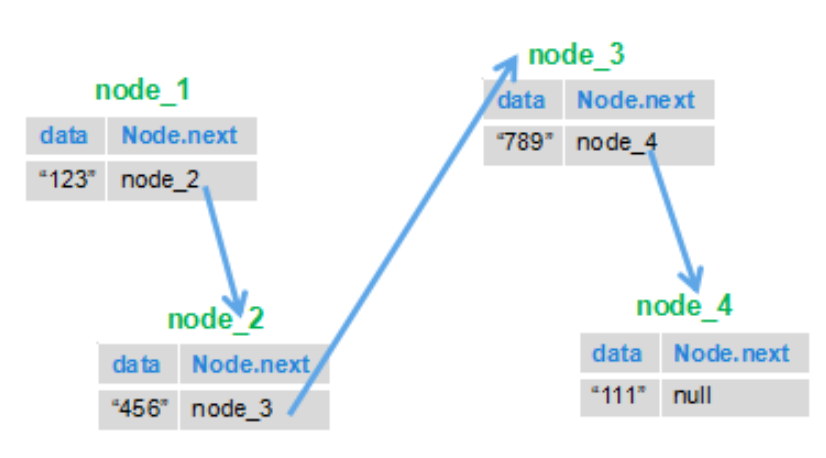 node_1
data Node.next
“123” node_2
node_2
data Node.next
“456” node_3
node_3
data Node.next
“789” node_4
node_4
data Node.next
“111” null